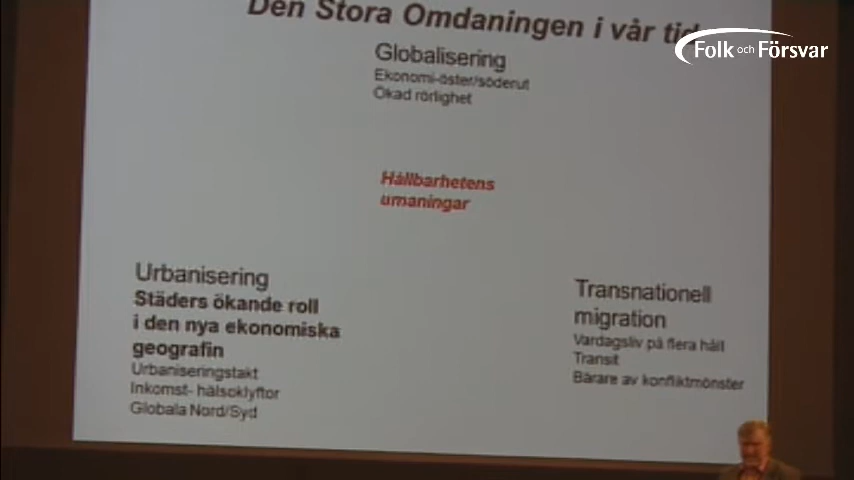 Den Stora Omdaningen i vår tid
Folk och Försvar
Globalisering
Ekonomi-öster/söderut
Ökad rörlighet
Hållbarhetens
umaningar
Urbanisering
Städers ökande roll
i den nya ekonomiska
geografin
Urbaniseringstakt
Inkomst- hälsoklyftor
Globala Nord/Syd
Transnationell
migration
Vardagsliv på flera håll
Transit
Bärare av konfliktmönster